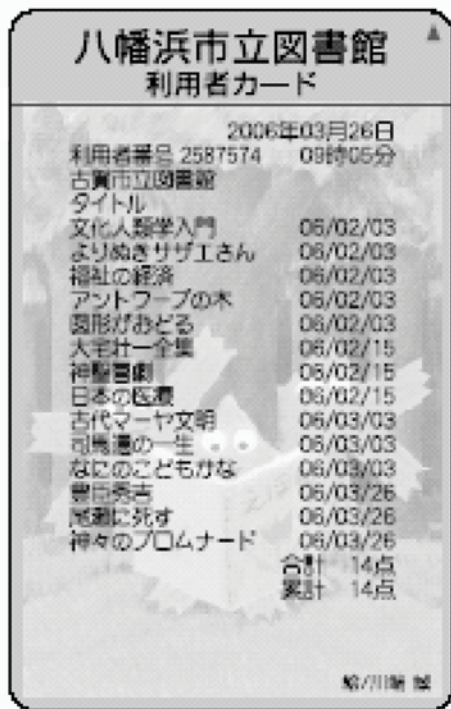 八幡浜市立図書館
利用者カード
2006年03月26日
利用者番号 2587574 09時05分
古賀市立図書館
タイトル
文化人類学入門 06/02/03
よりぬきサザエさん 06/02/03
福祉の経済 06/02/03
アントワープの木 06/02/03
図形がおどる 06/02/03
大宅壮一全集 06/02/15
神聖喜劇 06/02/15
日本の医療 06/02/15
古代マーヤ文明 06/03/03
司馬遷の一生 06/03/03
なにのこどもかな 06/03/03
豊臣秀吉 06/03/26
尾瀬に死す 06/03/26
神々のプロムナード 06/03/26
合計 14点
累計 14点
絵/川端 誠